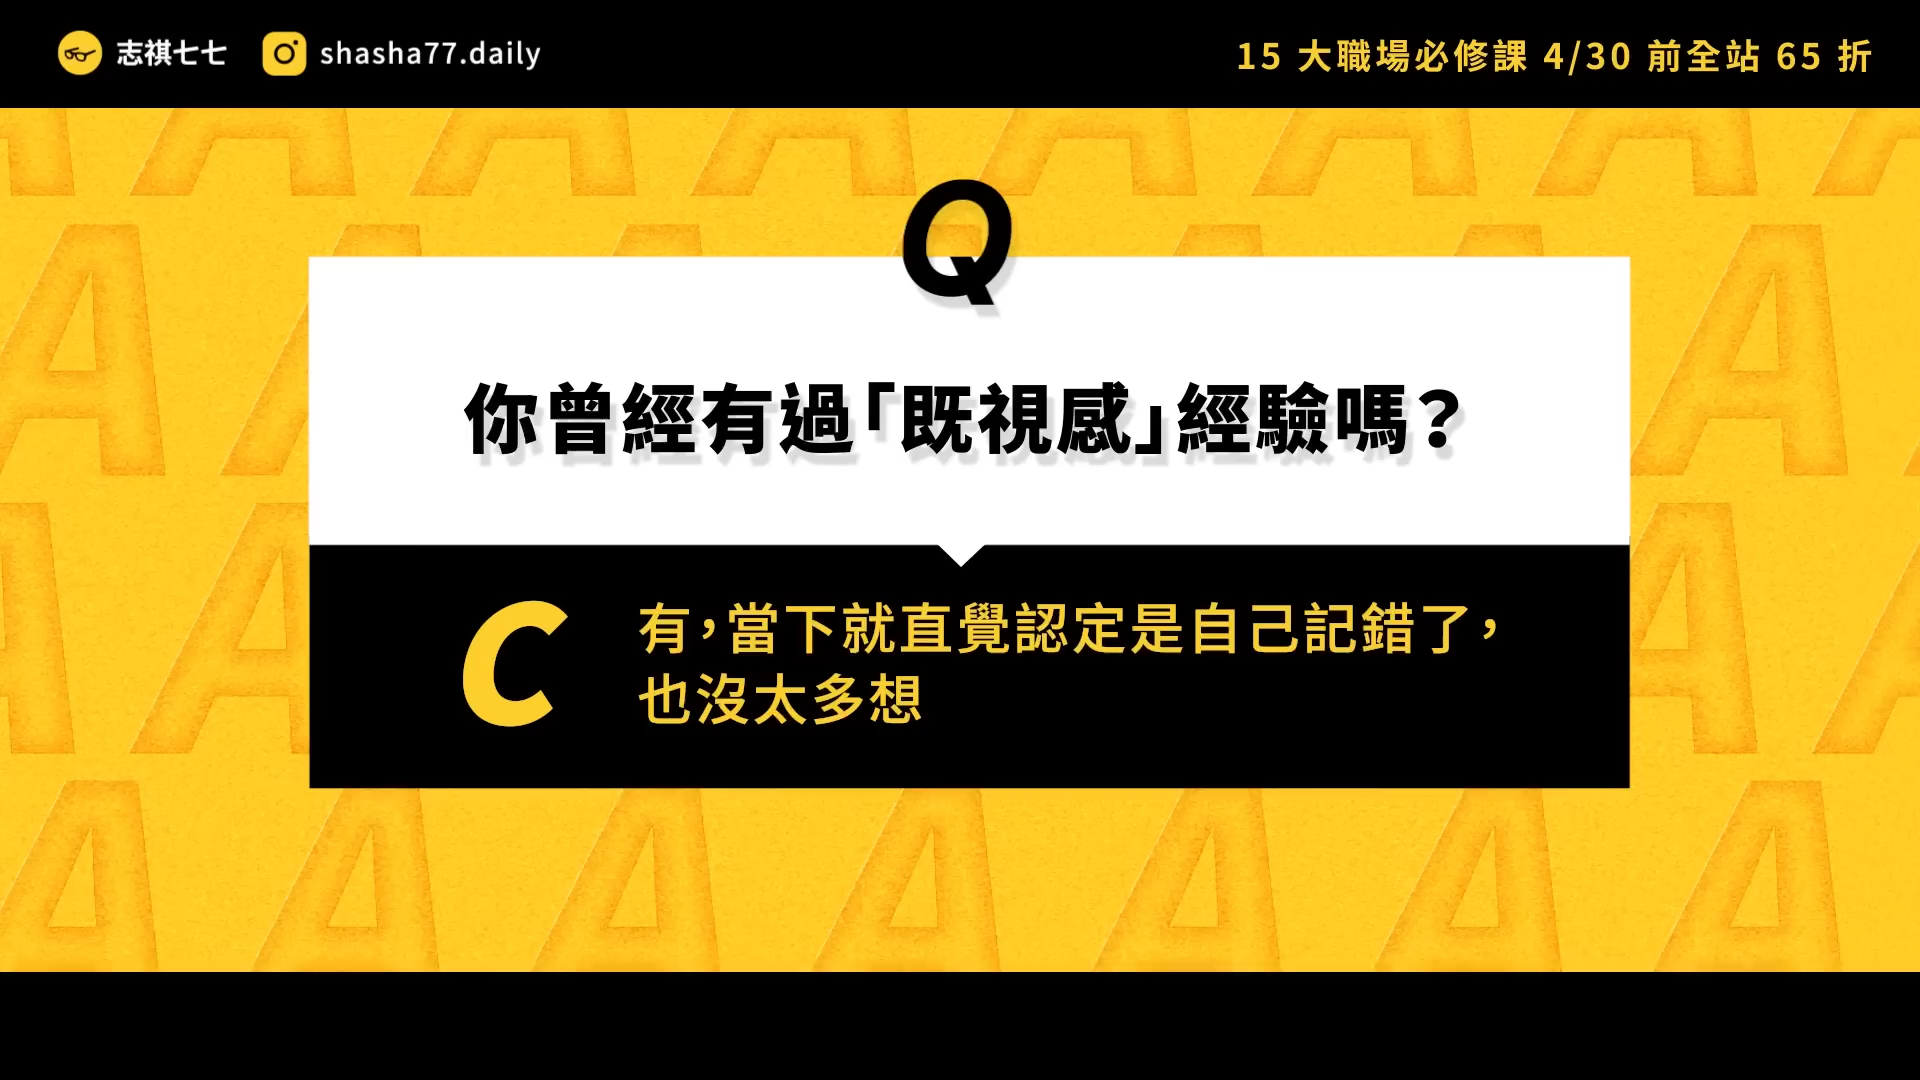 志祺七七
shasha77.daily
15 大職場必修課 4/30 前全站 65 折
Q
你曾經有過「既視感」經驗嗎？
C
有，當下就直覺認定是自己記錯了，
也沒太多想